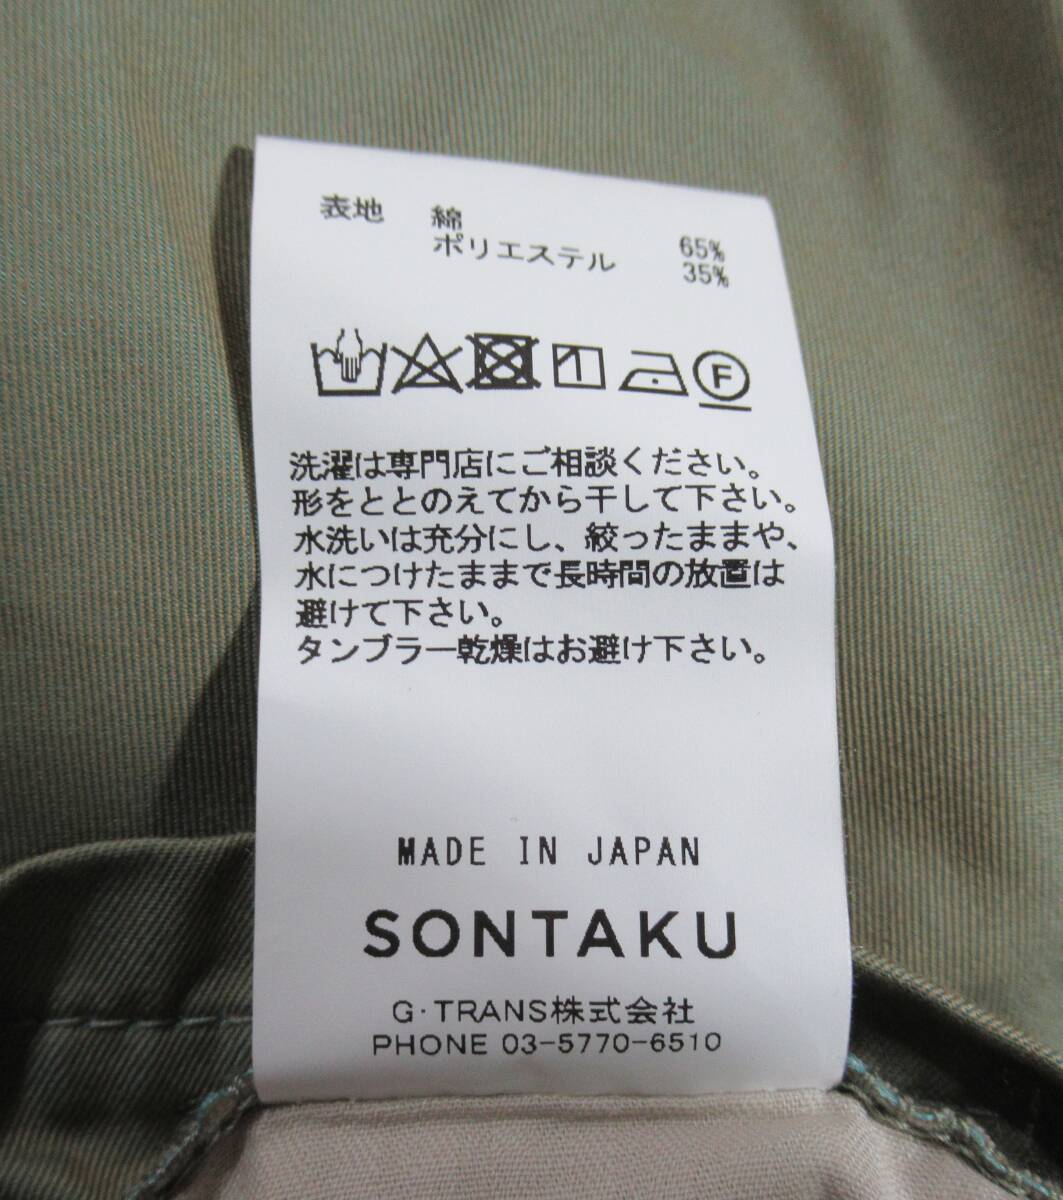 表地 綿 65%
ポリエステル 35%
F
洗濯は専門店にご相談ください。
形をととのえてから干して下さい。
水洗いは充分にし、絞ったままや、
水につけたままで長時間の放置は
避けて下さい。
タンブラー乾燥はお避け下さい。
MADE IN JAPAN
SONTAKU
G·TRANS株式会社
PHONE 03-5770-6510